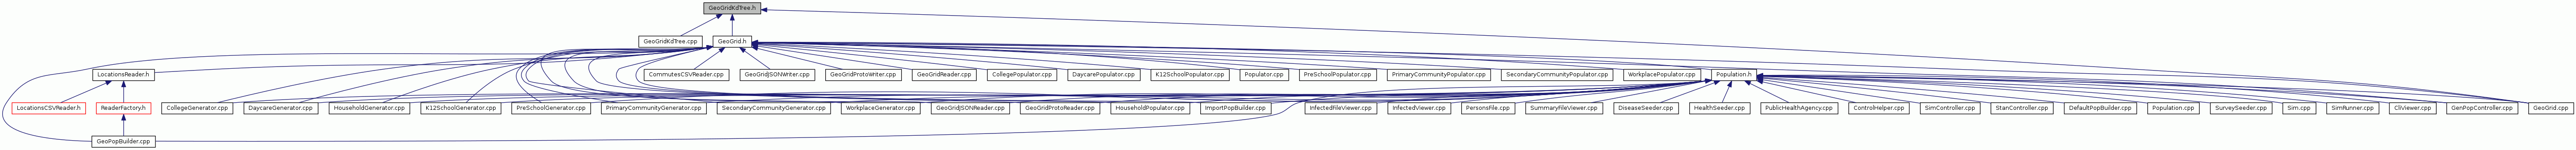 GeoGridKdTree.h
GeoGridKdTree.cpp
GeoGrid.h
LocationsReader.h
CommutesCSVReader.cpp
GeoGridJSONWriter.cpp
GeoGridProtoWriter.cpp
GeoGridReader.cpp
CollegePopulator.cpp
DaycarePopulator.cpp
K12SchoolPopulator.cpp
Populator.cpp
PreSchoolPopulator.cpp
PrimaryCommunityPopulator.cpp
SecondaryCommunityPopulator.cpp
WorkplacePopulator.cpp
Population.h
LocationsCSVReader.h
ReaderFactory.h
CollegeGenerator.cpp
DaycareGenerator.cpp
HouseholdGenerator.cpp
K12SchoolGenerator.cpp
PreSchoolGenerator.cpp
PrimaryCommunityGenerator.cpp
SecondaryCommunityGenerator.cpp
WorkplaceGenerator.cpp
GeoGridJSONReader.cpp
GeoGridProtoReader.cpp
HouseholdPopulator.cpp
ImportPopBuilder.cpp
InfectedFileViewer.cpp
InfectedViewer.cpp
PersonsFile.cpp
SummaryFileViewer.cpp
DiseaseSeeder.cpp
HealthSeeder.cpp
PublicHealthAgency.cpp
ControlHelper.cpp
SimController.cpp
StanController.cpp
DefaultPopBuilder.cpp
Population.cpp
SurveySeeder.cpp
Sim.cpp
SimRunner.cpp
CliViewer.cpp
GenPopController.cpp
GeoGrid.cpp
GeoPopBuilder.cpp